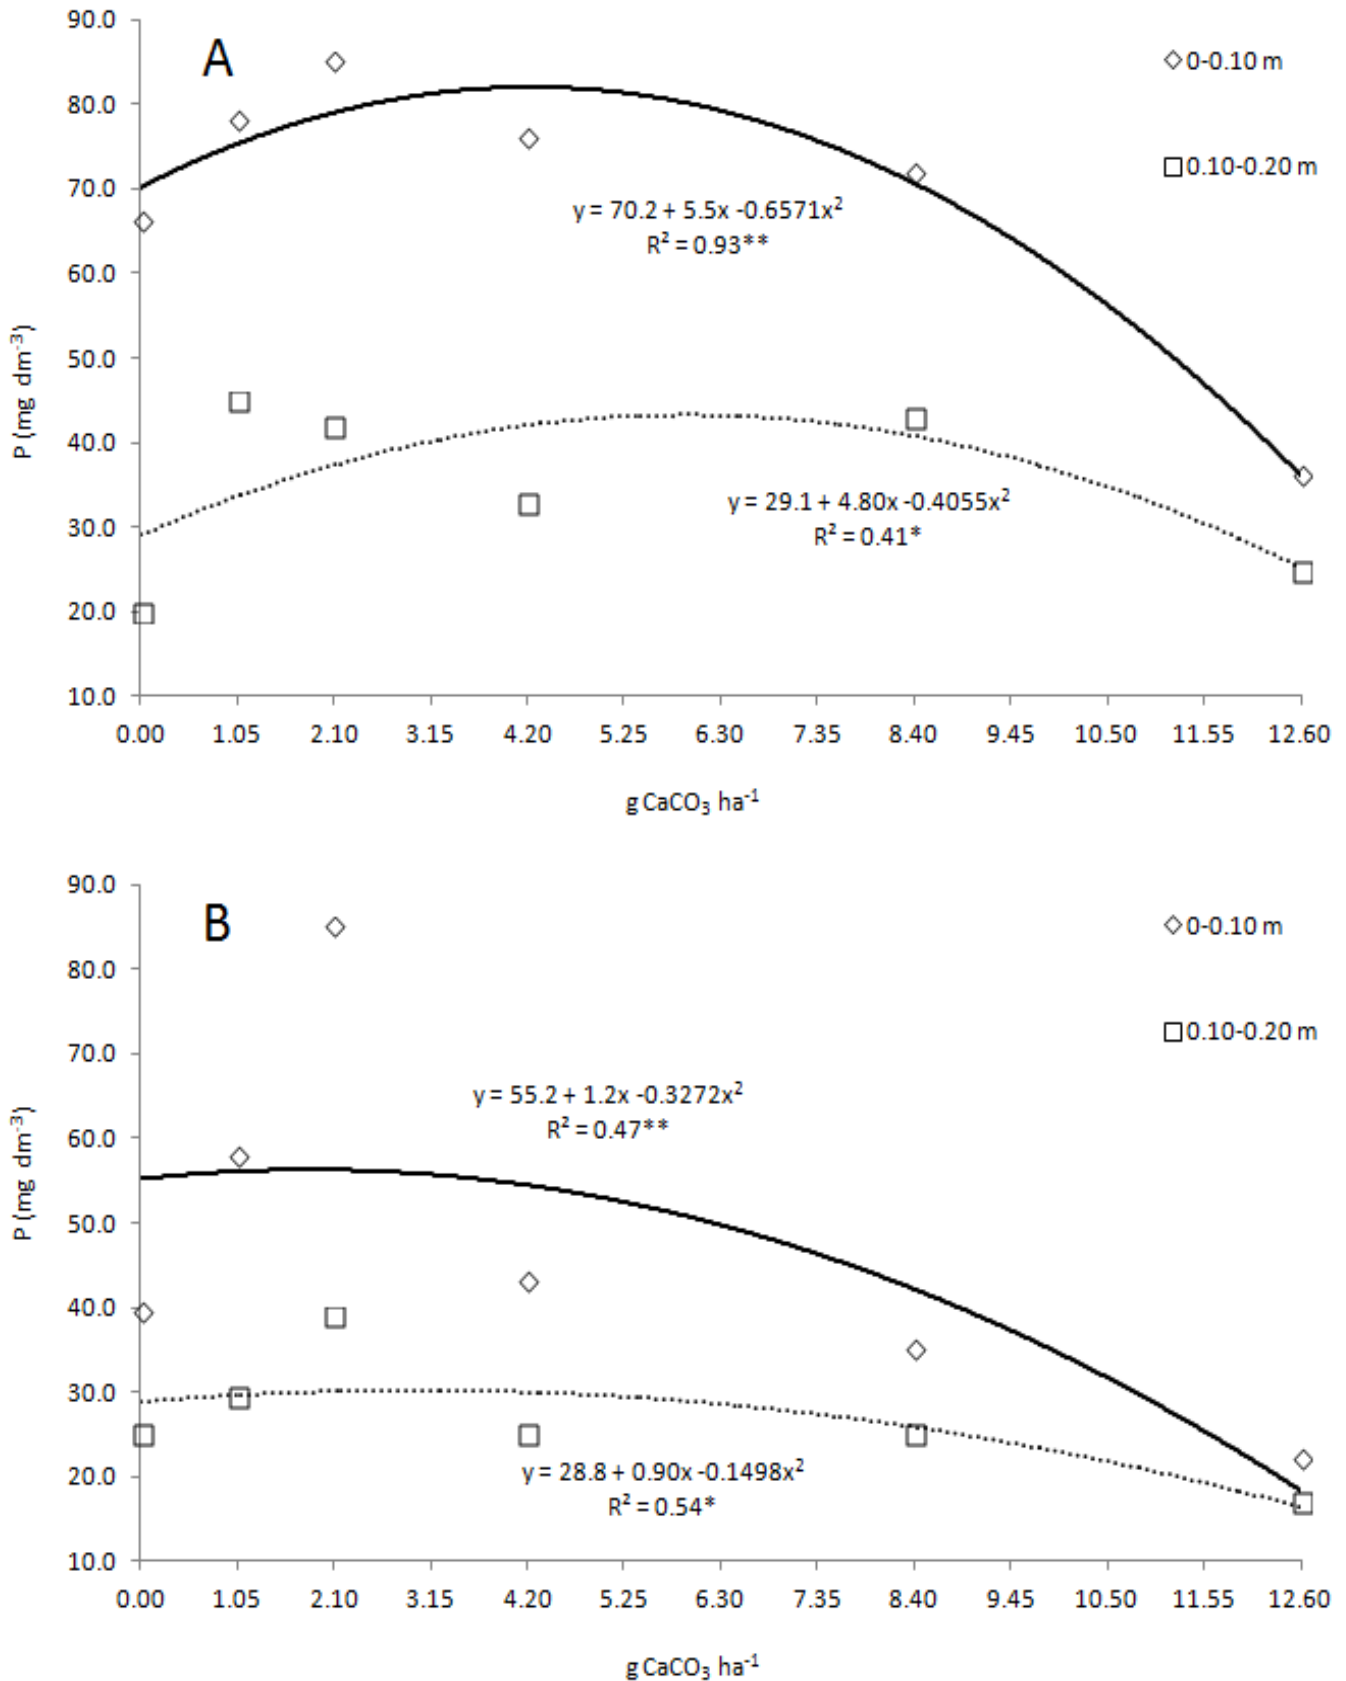 A
0-0.10 m
0.10-0.20 m
90.0
80.0
70.0
60.0
50.0
40.0
30.0
20.0
10.0
P (mg dm⁻³)
y = 70.2 + 5.5x -0.6571x²
R² = 0.93**
y = 29.1 + 4.80x -0.4055x²
R² = 0.41*
0.00 1.05 2.10 3.15 4.20 5.25 6.30 7.35 8.40 9.45 10.50 11.55 12.60
g CaCO₃ ha⁻¹
B
0-0.10 m
0.10-0.20 m
90.0
80.0
70.0
60.0
50.0
40.0
30.0
20.0
10.0
P (mg dm⁻³)
y = 55.2 + 1.2x -0.3272x²
R² = 0.47**
y = 28.8 + 0.90x -0.1498x²
R² = 0.54*
0.00 1.05 2.10 3.15 4.20 5.25 6.30 7.35 8.40 9.45 10.50 11.55 12.60
g CaCO₃ ha⁻¹